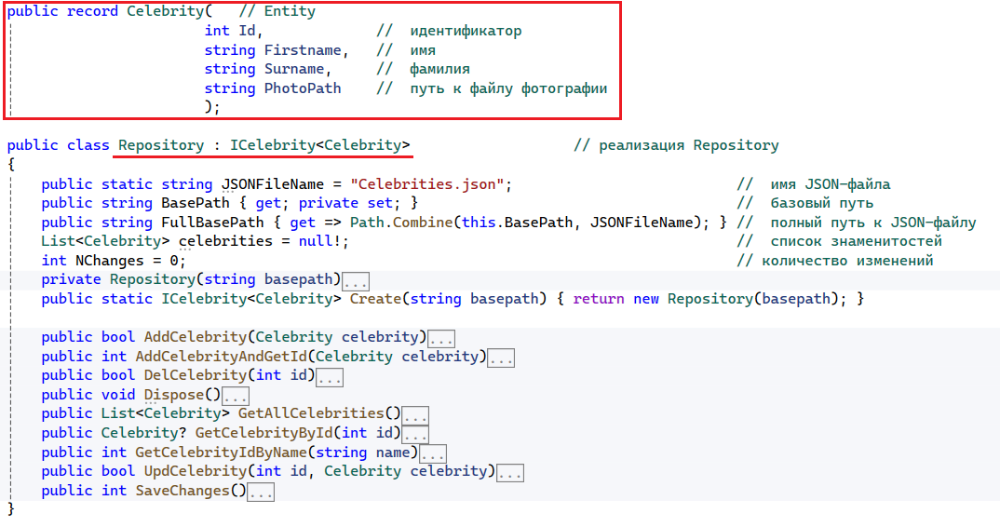 public record Celebrity(   // Entity
int Id,   // идентификатор
string Firstname,   // имя
string Surname,   // фамилия
string PhotoPath   // путь к файлу фотографии
);
public class Repository : ICelebrity<Celebrity>   // реализация Repository
{
public static string JSONFileName = "Celebrities.json";   // имя JSON-файла
public string BasePath { get; private set; }   // базовый путь
public string FullBasePath { get => Path.Combine(this.BasePath, JSONFileName); } // полный путь к JSON-файлу
List<Celebrity> celebrities = null!;   // список знаменитостей
int NChanges = 0;   // количество изменений
private Repository(string basepath)...
public static ICelebrity<Celebrity> Create(string basepath) { return new Repository(basepath); }
public bool AddCelebrity(Celebrity celebrity)...
public int AddCelebrityAndGetId(Celebrity celebrity)...
public bool DelCelebrity(int id)...
public void Dispose()...
public List<Celebrity> GetAllCelebrities()...
public Celebrity? GetCelebrityById(int id)...
public int GetCelebrityIdByName(string name)...
public bool UpdCelebrity(int id, Celebrity celebrity)...
public int SaveChanges()...
}